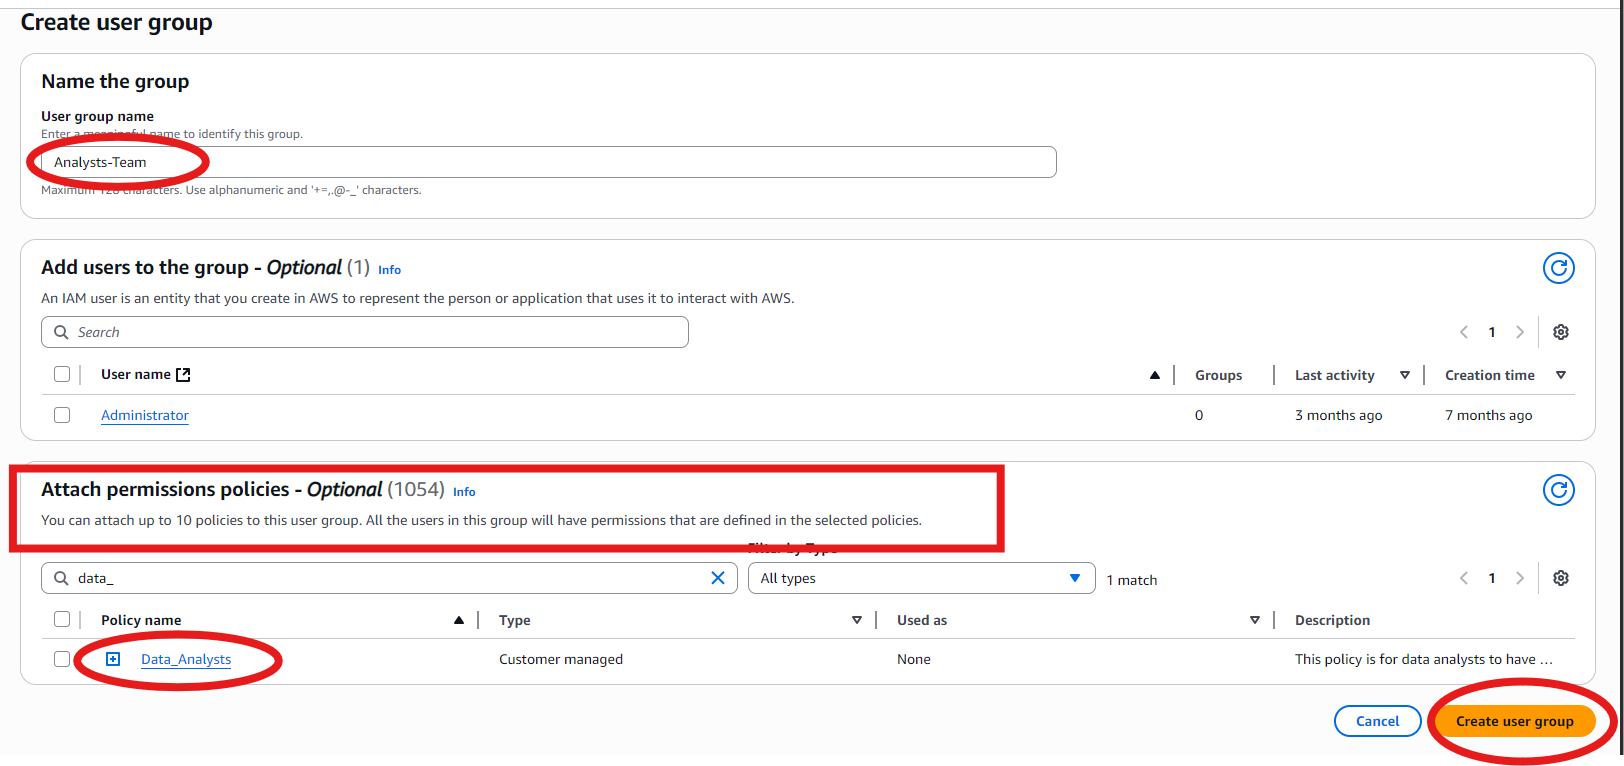 Create user group
Name the group
User group name
Enter a meaningful name to identify this group.
Analysts-Team
Maximum 128 characters. Use alphanumeric and '+=,.@-_' characters.
Add users to the group - Optional (1) Info
An IAM user is an entity that you create in AWS to represent the person or application that uses it to interact with AWS.
Search
1
User name Groups Last activity Creation time
Administrator 0 3 months ago 7 months ago
Attach permissions policies - Optional (1054) Info
You can attach up to 10 policies to this user group. All the users in this group will have permissions that are defined in the selected policies.
Filter by Type
data_ All types 1 match 1
Policy name Type Used as Description
Data_Analysts Customer managed None This policy is for data analysts to have ...
Cancel Create user group